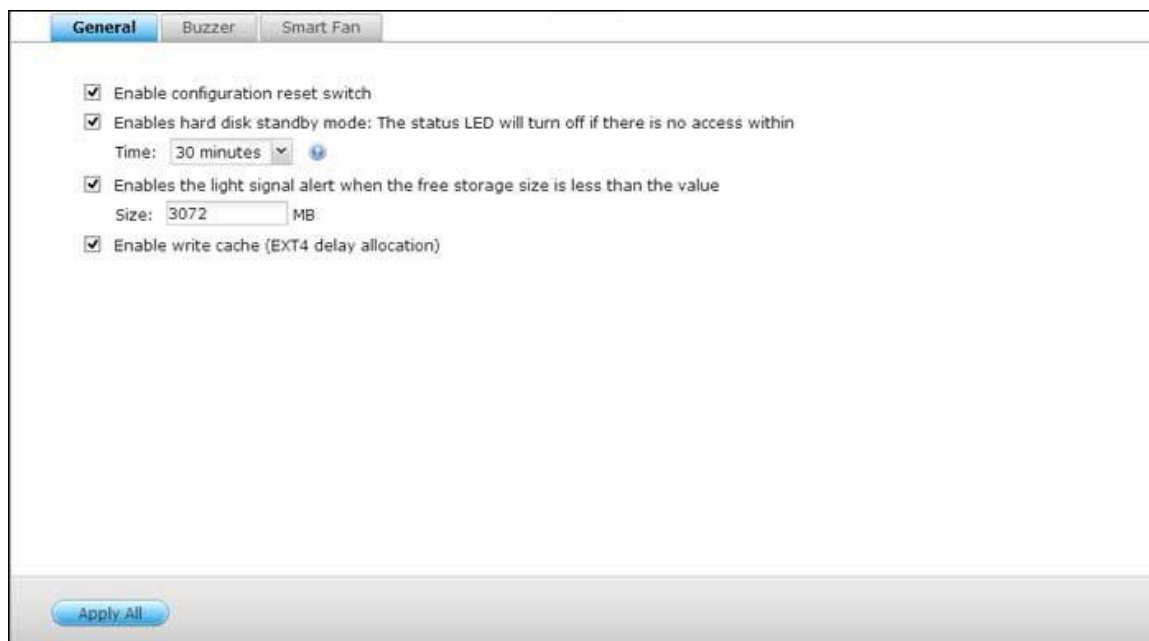 General Buzzer Smart Fan
Enable configuration reset switch
Enables hard disk standby mode: The status LED will turn off if there is no access within
Time: 30 minutes
Enables the light signal alert when the free storage size is less than the value
Size: 3072 MB
Enable write cache (EXT4 delay allocation)
Apply All